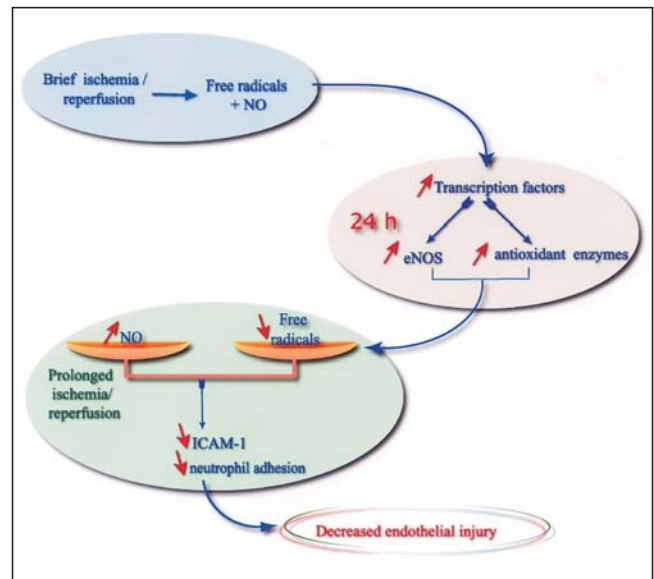 Brief ischemia /
reperfusion
Free radicals
+ NO
Transcription factors
24 h
eNOS
antioxidant enzymes
NO
Free
radicals
Prolonged
ischemia/
reperfusion
ICAM-1
neutrophil adhesion
Decreased endothelial injury